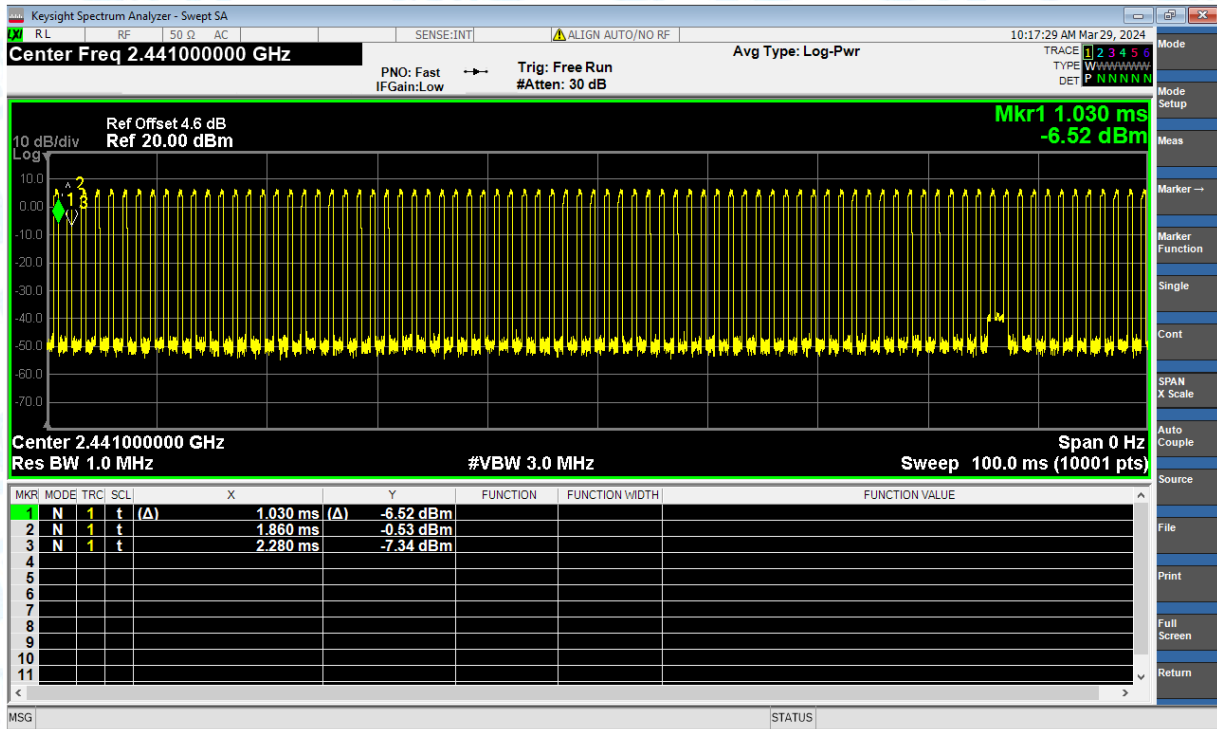 Keysight Spectrum Analyzer - Swept SA
LXI RL RF 50 Ω AC SENSE:INT ALIGN AUTO/NO RF 10:17:29 AM Mar 29, 2024
Center Freq 2.441000000 GHz
PNO: Fast
IFGain:Low
Trig: Free Run
#Atten: 30 dB
Avg Type: Log-Pwr
TRACE 1 2 3 4 5 6
TYPE W W W W W W
DET P N N N N N
Mkr1 1.030 ms
-6.52 dBm
Ref Offset 4.6 dB
10 dB/div Ref 20.00 dBm
Log
10.0
0.00
-10.0
-20.0
-30.0
-40.0
-50.0
-60.0
-70.0
2
1
3
Center 2.441000000 GHz Span 0 Hz
Res BW 1.0 MHz #VBW 3.0 MHz Sweep 100.0 ms (10001 pts)
MKR MODE TRC SCL X Y FUNCTION FUNCTION WIDTH FUNCTION VALUE
1 N 1 t (Δ) 1.030 ms (Δ) -6.52 dBm
2 N 1 t 1.860 ms -0.53 dBm
3 N 1 t 2.280 ms -7.34 dBm
4
5
6
7
8
9
10
11
MSG STATUS
Mode
Mode
Setup
Meas
Marker →
Marker
Function
Single
Cont
SPAN
X Scale
Auto
Couple
Source
File
Print
Full
Screen
Return